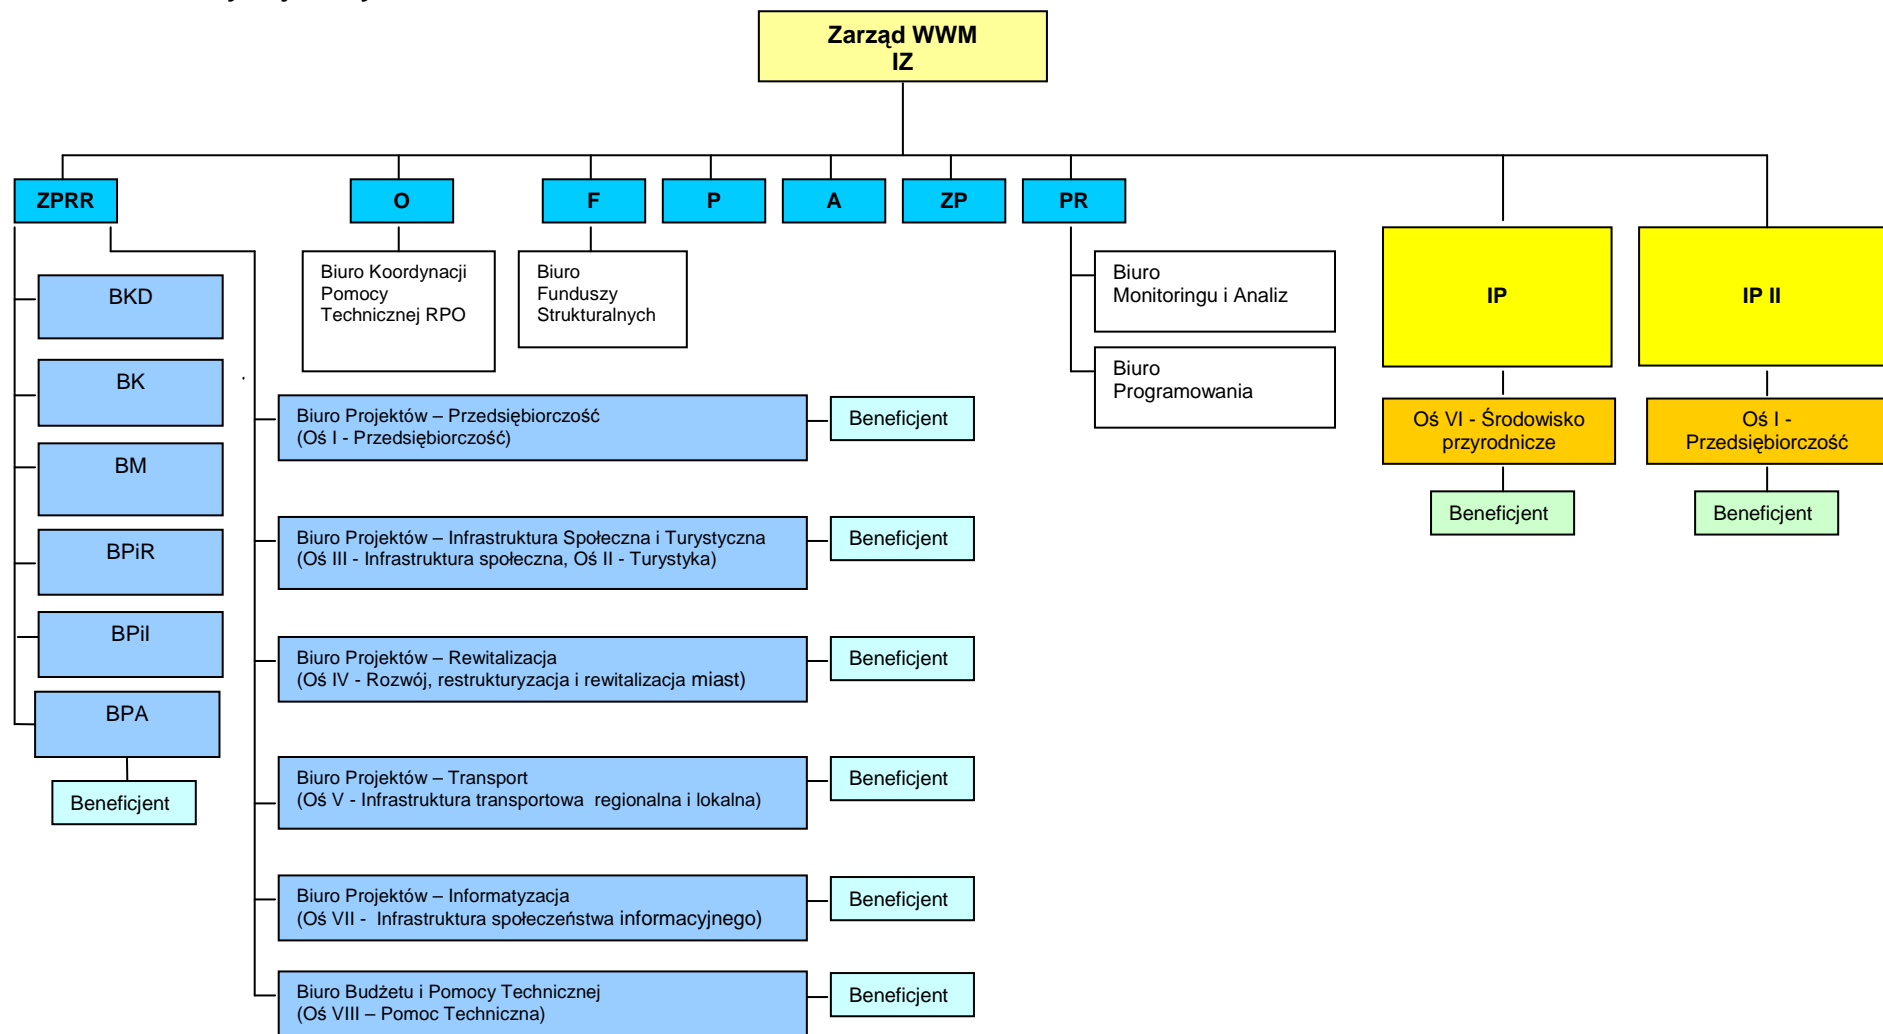 Zarząd WWM
IZ
ZPRR
O
F
P
A
ZP
PR
BKD
BK
BM
BPiR
BPiI
BPA
Beneficjent
Biuro Koordynacji
Pomocy
Technicznej RPO
Biuro
Funduszy
Strukturalnych
Biuro
Monitoringu i Analiz
Biuro
Programowania
IP
IP II
Oś VI - Środowisko
przyrodnicze
Oś I -
Przedsiębiorczość
Beneficjent
Beneficjent
Biuro Projektów – Przedsiębiorczość
(Oś I - Przedsiębiorczość)
Beneficjent
Biuro Projektów – Infrastruktura Społeczna i Turystyczna
(Oś III - Infrastruktura społeczna, Oś II - Turystyka)
Beneficjent
Biuro Projektów – Rewitalizacja
(Oś IV - Rozwój, restrukturyzacja i rewitalizacja miast)
Beneficjent
Biuro Projektów – Transport
(Oś V - Infrastruktura transportowa  regionalna i lokalna)
Beneficjent
Biuro Projektów – Informatyzacja
(Oś VII -  Infrastruktura społeczeństwa informacyjnego)
Beneficjent
Biuro Budżetu i Pomocy Technicznej
(Oś VIII – Pomoc Techniczna)
Beneficjent